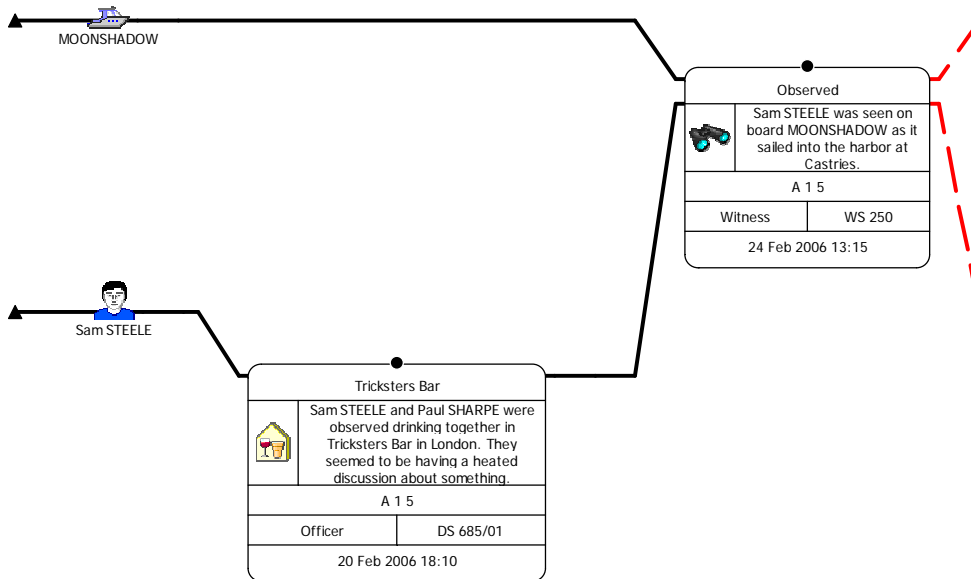 MOONSHADOW
Observed
Sam STEELE was seen on
board MOONSHADOW as it
sailed into the harbor at
Castries.
A 1 5
Witness
WS 250
24 Feb 2006 13:15
Sam STEELE
Tricksters Bar
Sam STEELE and Paul SHARPE were
observed drinking together in
Tricksters Bar in London. They
seemed to be having a heated
discussion about something.
A 1 5
Officer
DS 685/01
20 Feb 2006 18:10